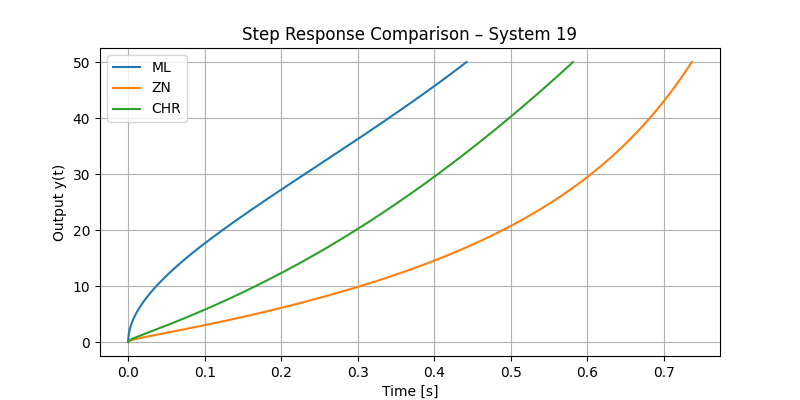 Step Response Comparison – System 19
ML
ZN
CHR
Output y(t)
50
40
30
20
10
0
0.0 0.1 0.2 0.3 0.4 0.5 0.6 0.7
Time [s]